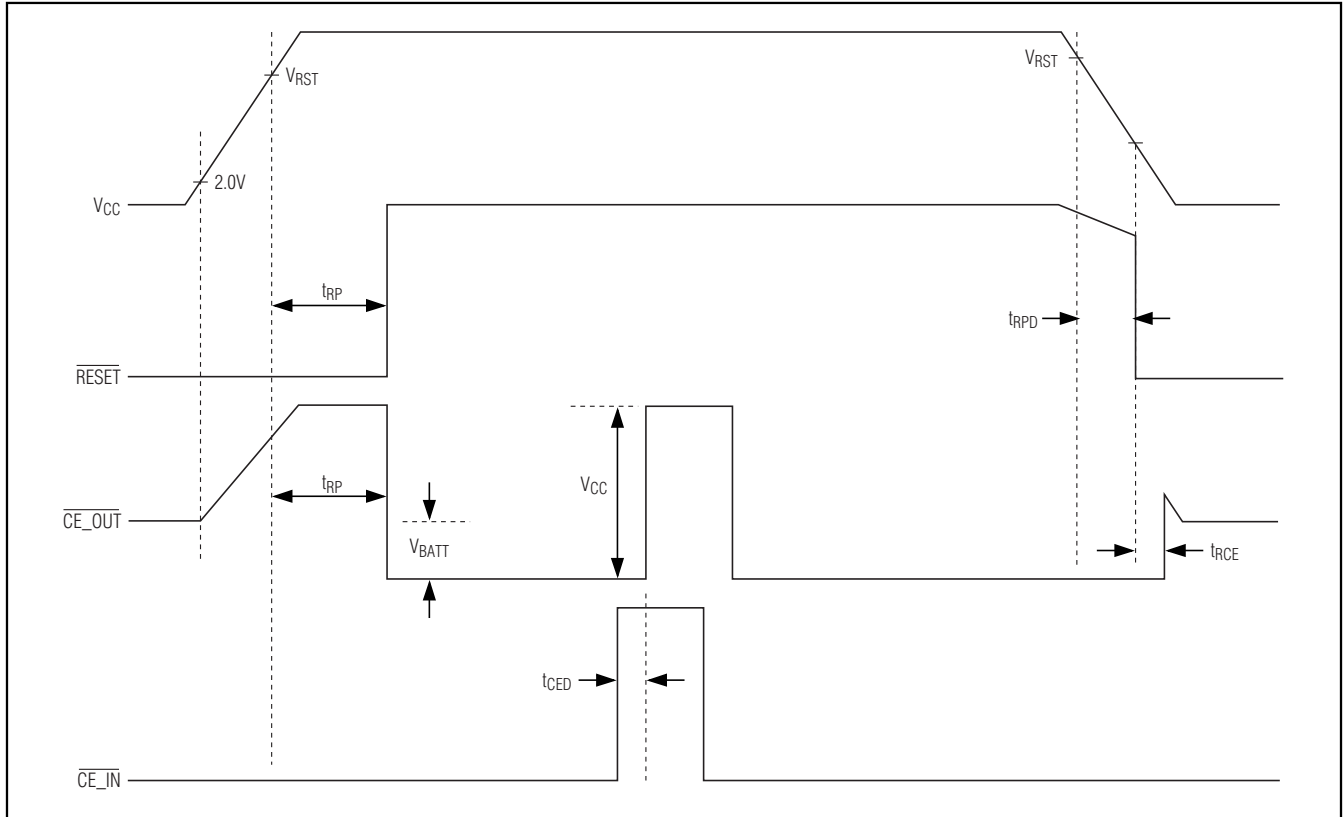 VRST
VRST
2.0V
VCC
tRP
tRPD
RESET
tRP
VCC
CE_OUT
VBATT
tRCE
tCED
CE_IN